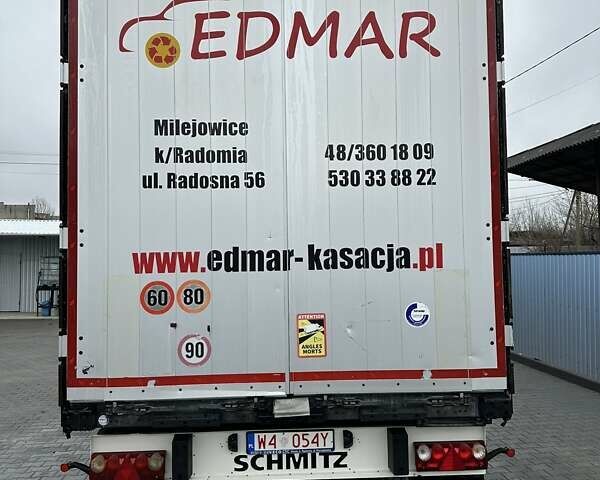 EDMAR
Milejowice
k/Radomia
ul. Radosna 56
48/360 18 09
530 33 88 22
www.edmar-kasacja.pl
60
80
90
ATTENTION
ANGLES
MORTS
W4 054Y
SCHMITZ